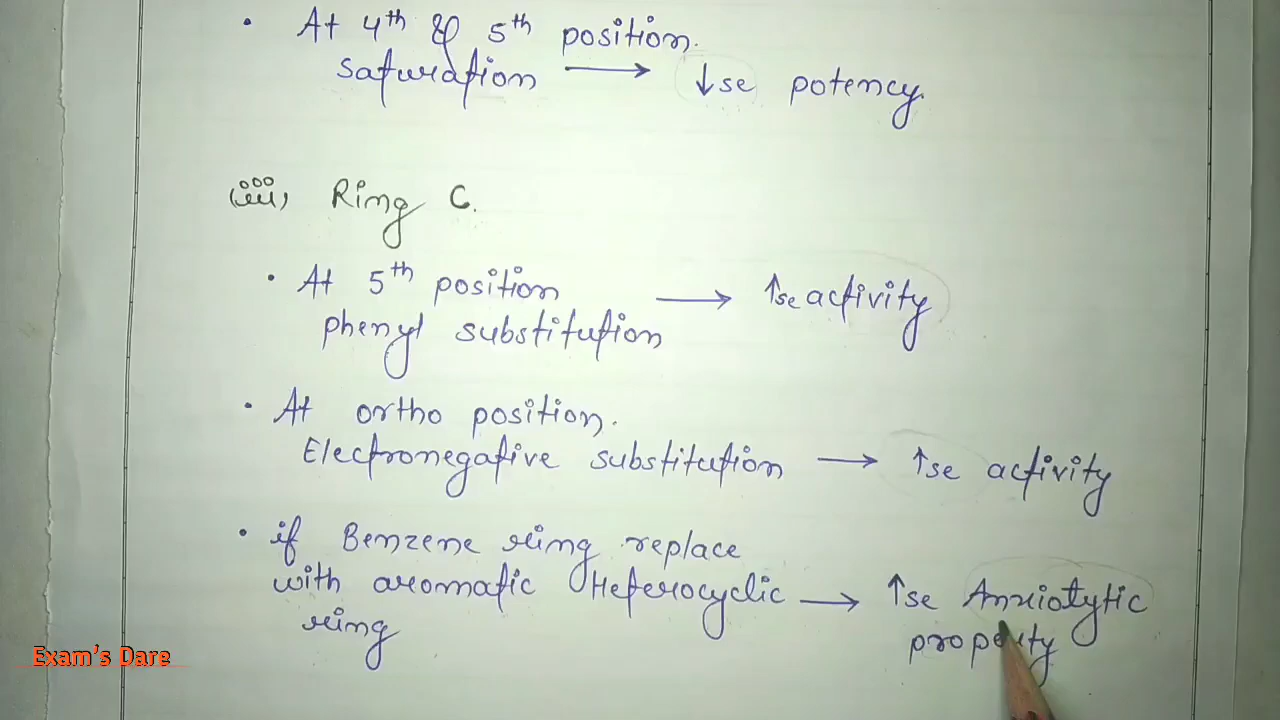 • At 4th & 5th position.
saturation → ↓se potency.
(iii) Ring C.
• At 5th position
phenyl substitution → ↑se activity
• At ortho position.
Electronegative substitution → ↑se activity
• if Benzene ring replace
with aromatic Heterocyclic → ↑se Anxiotytic
ring property
Exam's Dare